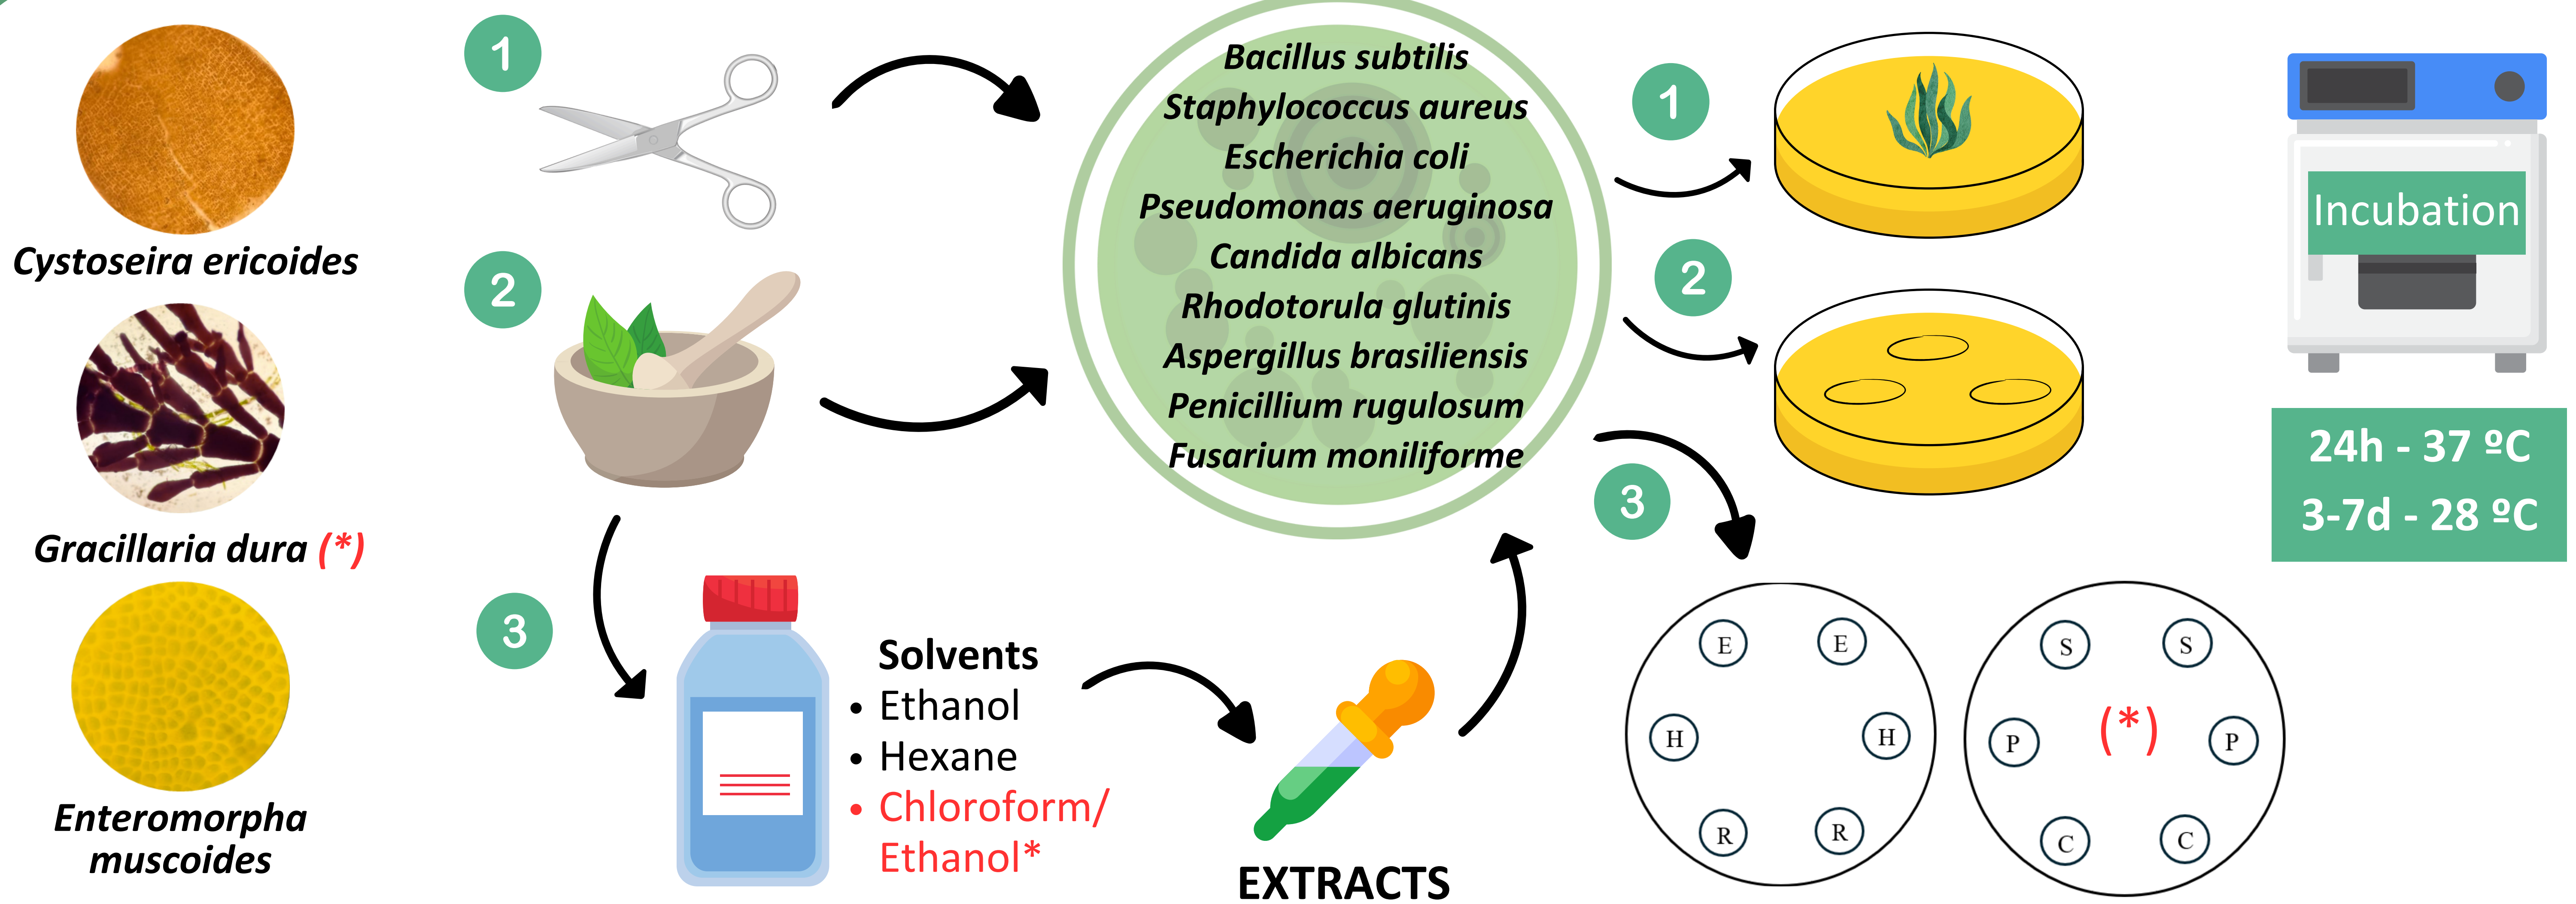 Cystoseira ericoides
Gracillaria dura (*)
Enteromorpha
muscoides
1
2
3
Solvents
• Ethanol
• Hexane
• Chloroform/
Ethanol*
EXTRACTS
Bacillus subtilis
Staphylococcus aureus
Escherichia coli
Pseudomonas aeruginosa
Candida albicans
Rhodotorula glutinis
Aspergillus brasiliensis
Penicillium rugulosum
Fusarium moniliforme
1
2
3
E E
H H
R R
S S
P (*) P
C C
Incubation
24h - 37 ºC
3-7d - 28 ºC